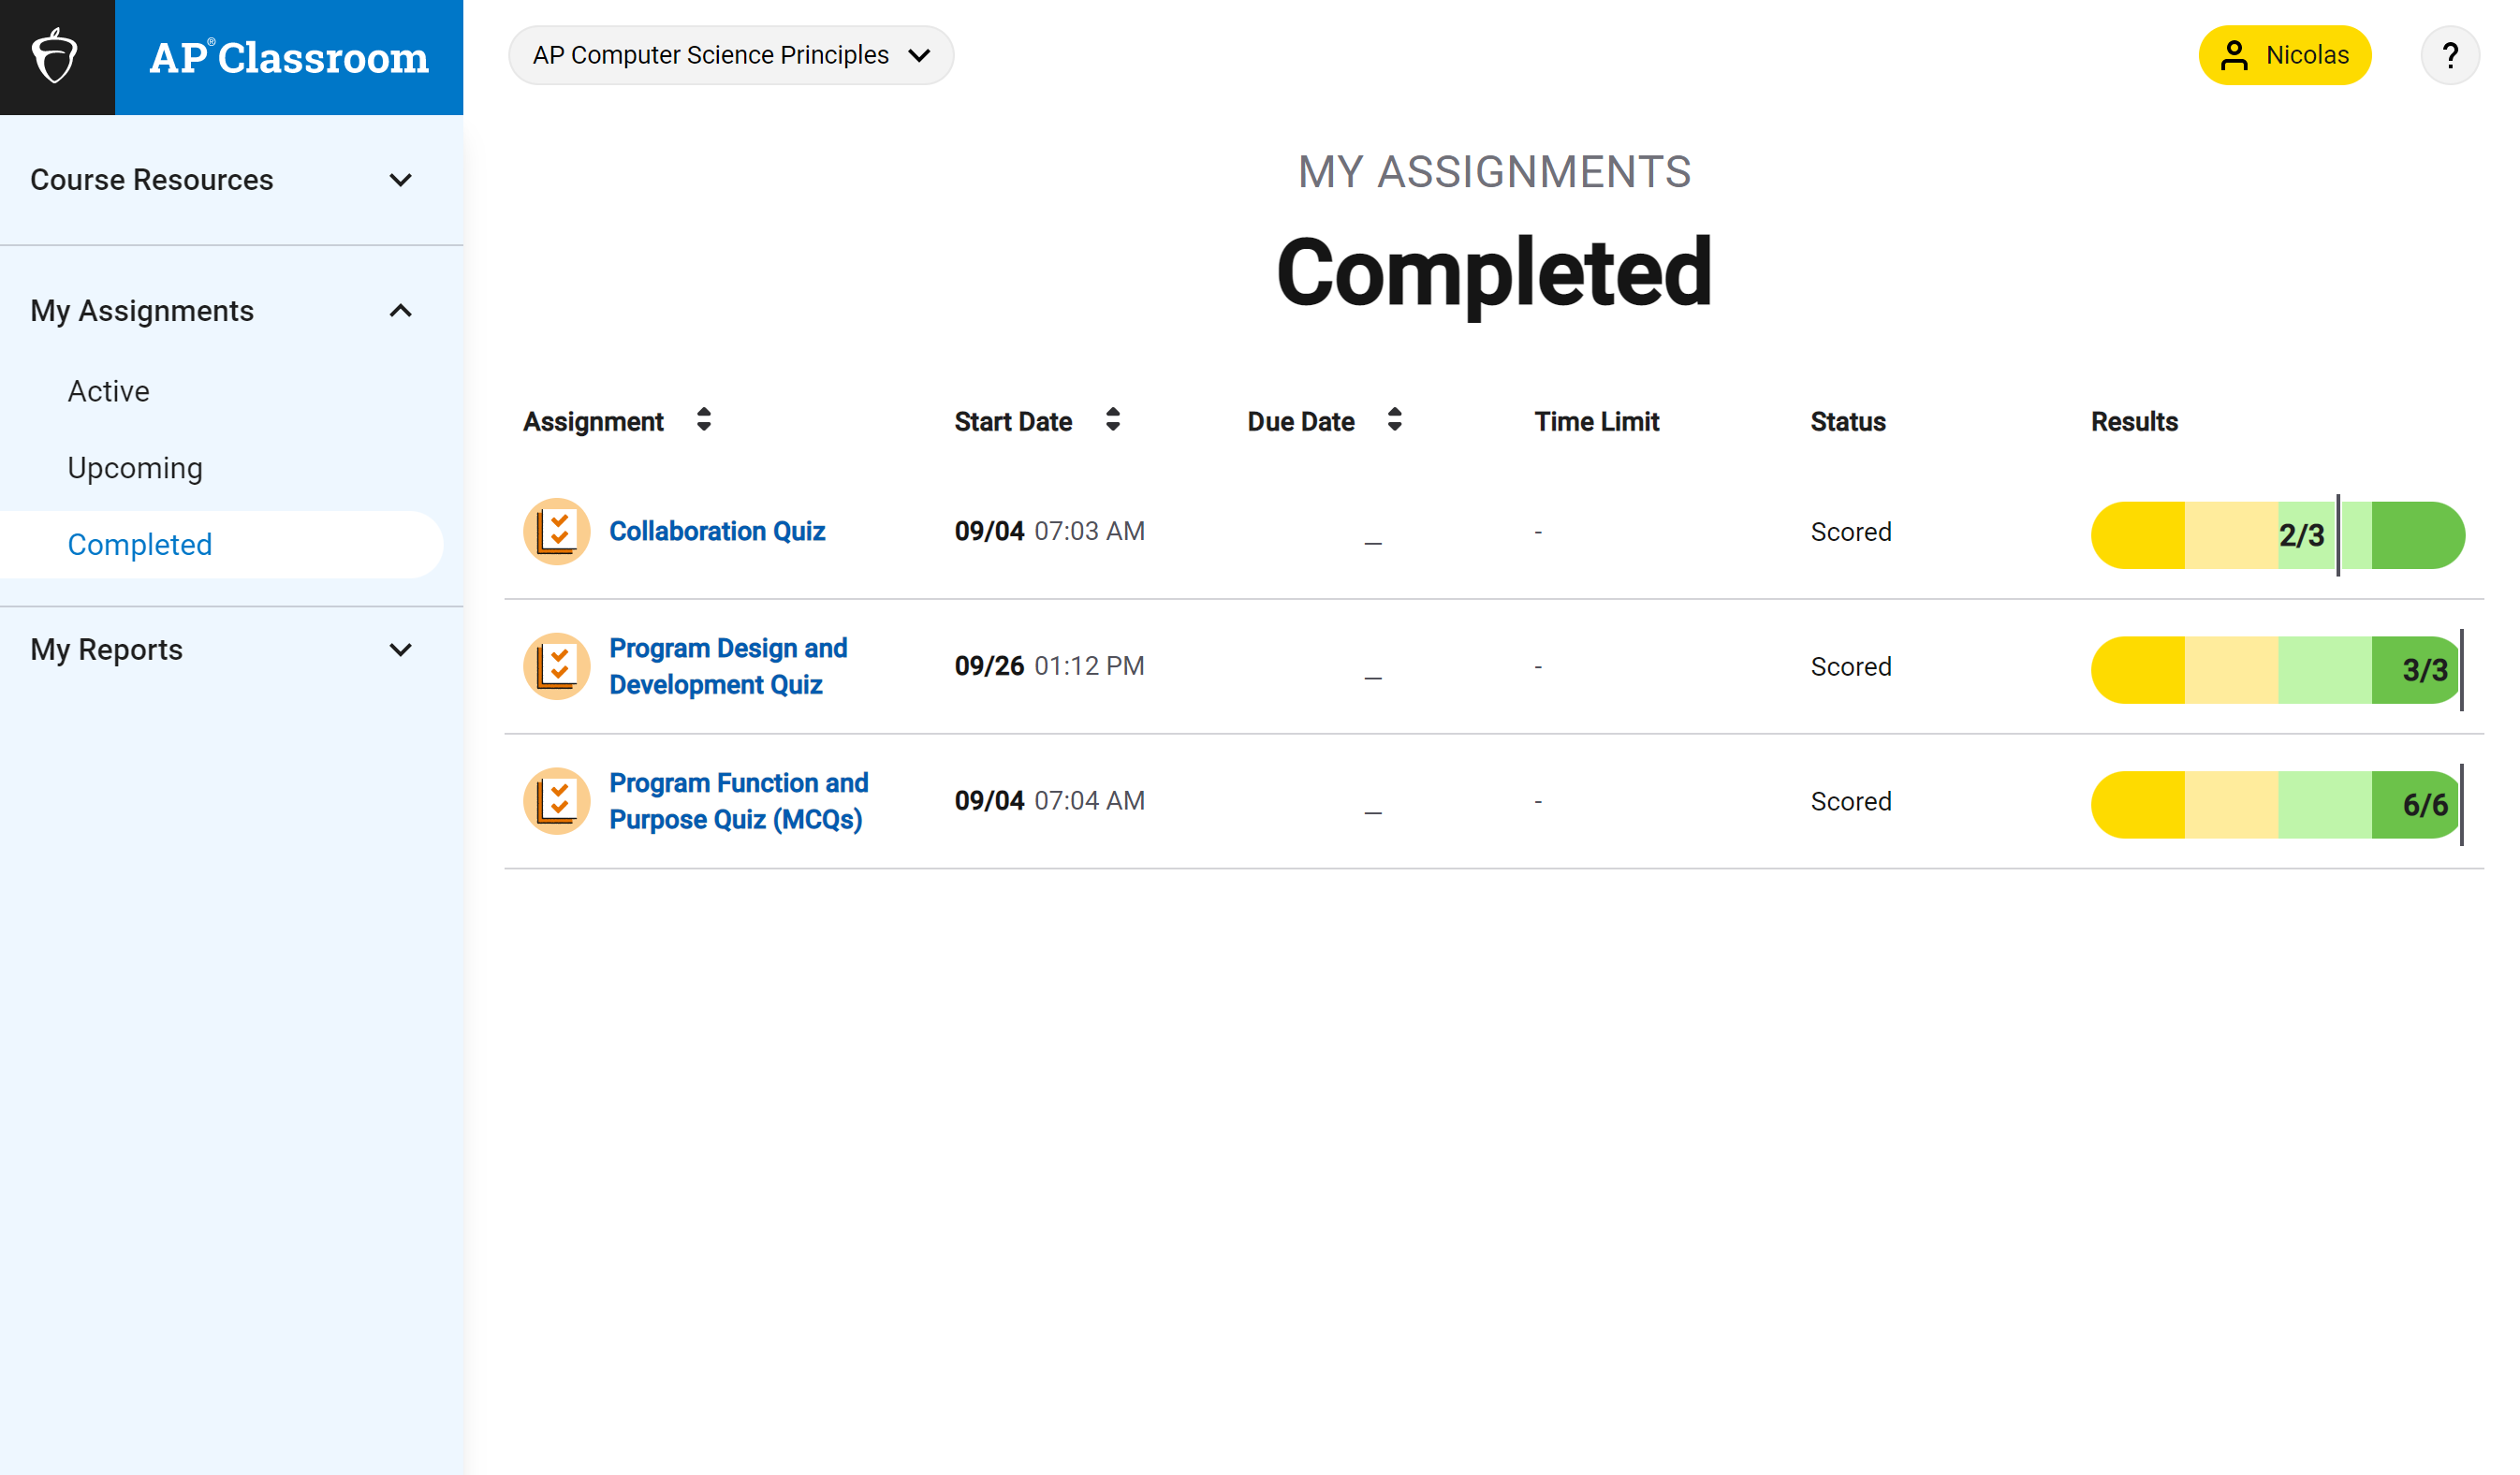 AP® Classroom
AP Computer Science Principles
Nicolas
?
Course Resources
My Assignments
Active
Upcoming
Completed
My Reports
MY ASSIGNMENTS
Completed
Assignment Start Date Due Date Time Limit Status Results
Collaboration Quiz 09/04 07:03 AM _ - Scored 2/3
Program Design and
Development Quiz 09/26 01:12 PM _ - Scored 3/3
Program Function and
Purpose Quiz (MCQs) 09/04 07:04 AM _ - Scored 6/6